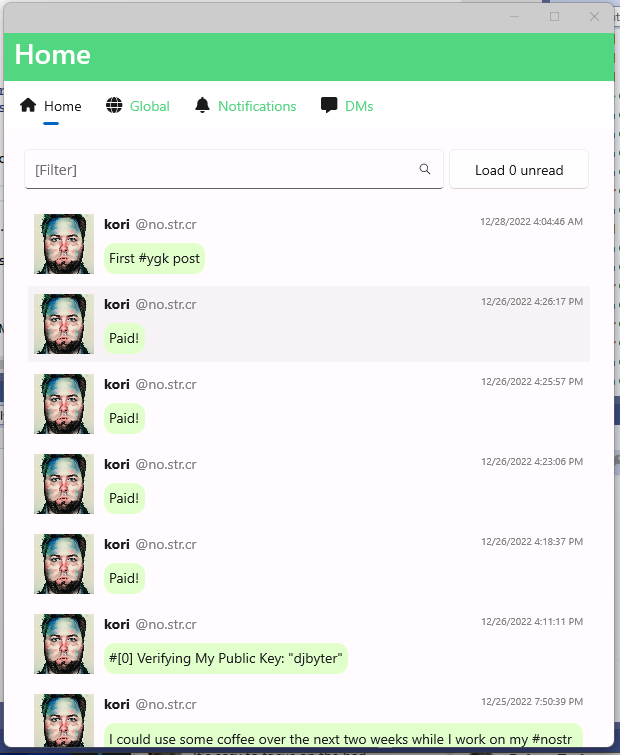 Home
Home Global Notifications DMs
[Filter] Load 0 unread
kori @no.str.cr 12/28/2022 4:04:46 AM
First #ygk post
kori @no.str.cr 12/26/2022 4:26:17 PM
Paid!
kori @no.str.cr 12/26/2022 4:25:57 PM
Paid!
kori @no.str.cr 12/26/2022 4:23:06 PM
Paid!
kori @no.str.cr 12/26/2022 4:18:37 PM
Paid!
kori @no.str.cr 12/26/2022 4:11:11 PM
#[0] Verifying My Public Key: "djbyter"
kori @no.str.cr 12/25/2022 7:50:39 PM
I could use some coffee over the next two weeks while I work on my #nostr